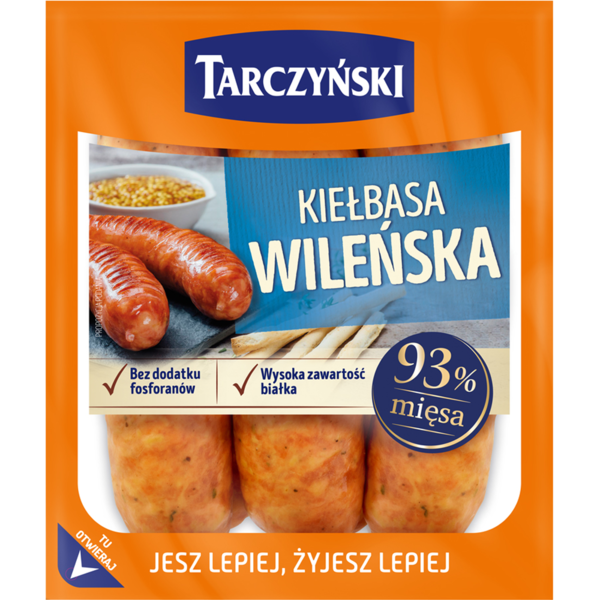 TARCZYŃSKI
KIEŁBASA
WILEŃSKA
Bez dodatku
fosforanów
Wysoka zawartość
białka
93%
mięsa
TU
OTWIERAJ
JESZ LEPIEJ, ŻYJESZ LEPIEJ